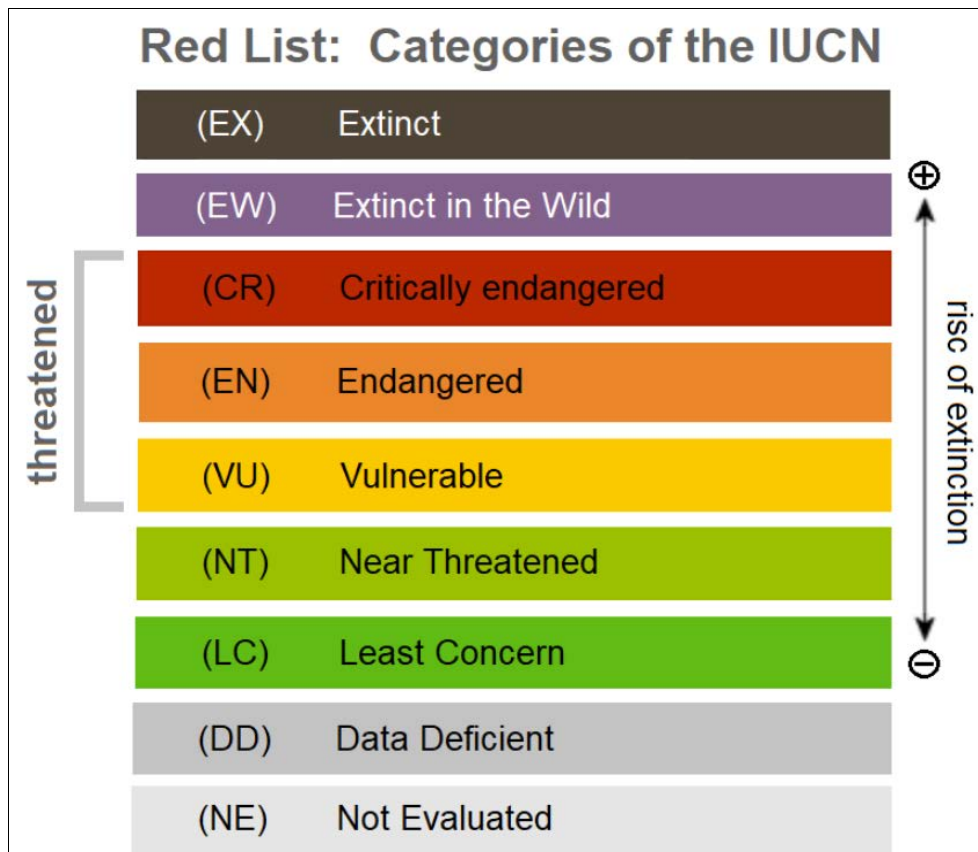 Red List: Categories of the IUCN
(EX) Extinct
(EW) Extinct in the Wild
(CR) Critically endangered
(EN) Endangered
(VU) Vulnerable
(NT) Near Threatened
(LC) Least Concern
(DD) Data Deficient
(NE) Not Evaluated
threatened
+
risc of extinction
-